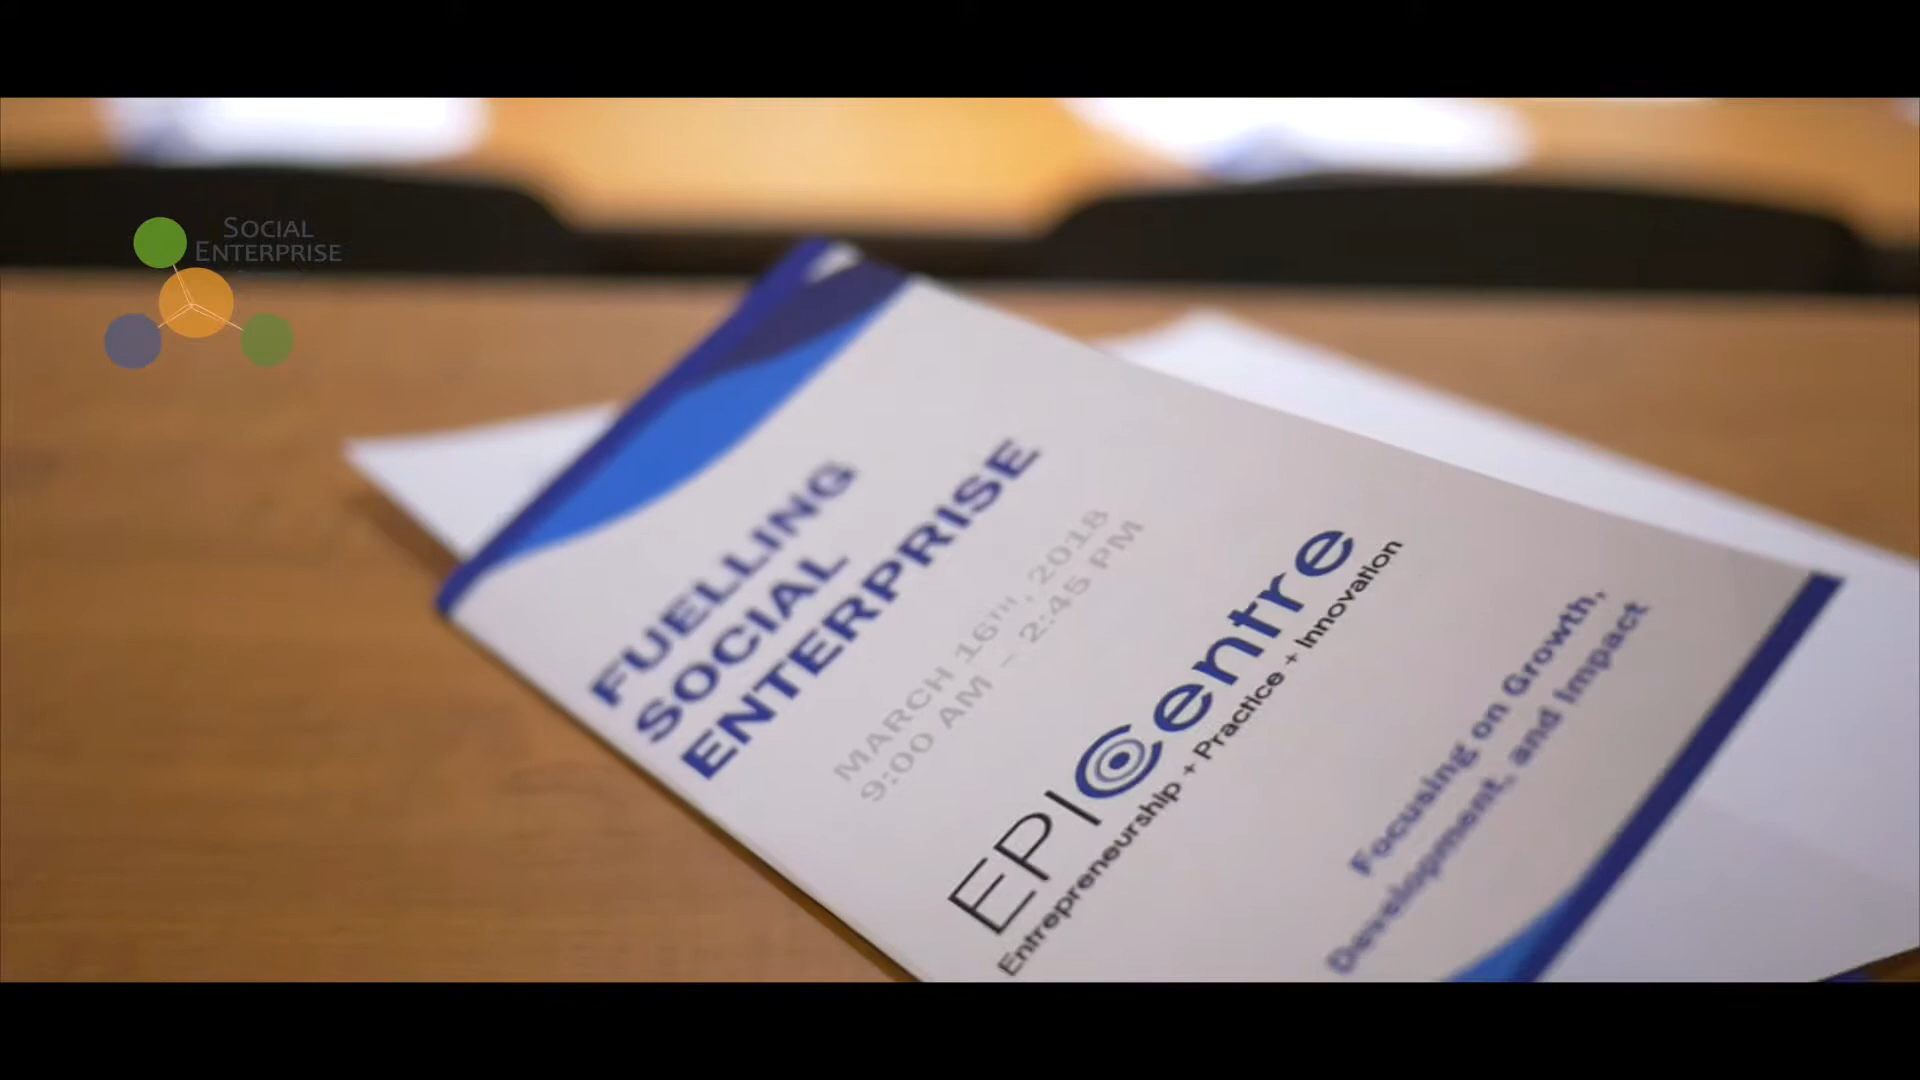 SOCIAL
ENTERPRISE
FUELLING
SOCIAL
ENTERPRISE
MARCH 16TH, 2018
9:00 AM – 2:45 PM
EPICentre
Entrepreneurship + Practice + Innovation
Focusing on Growth,
Development, and Impact